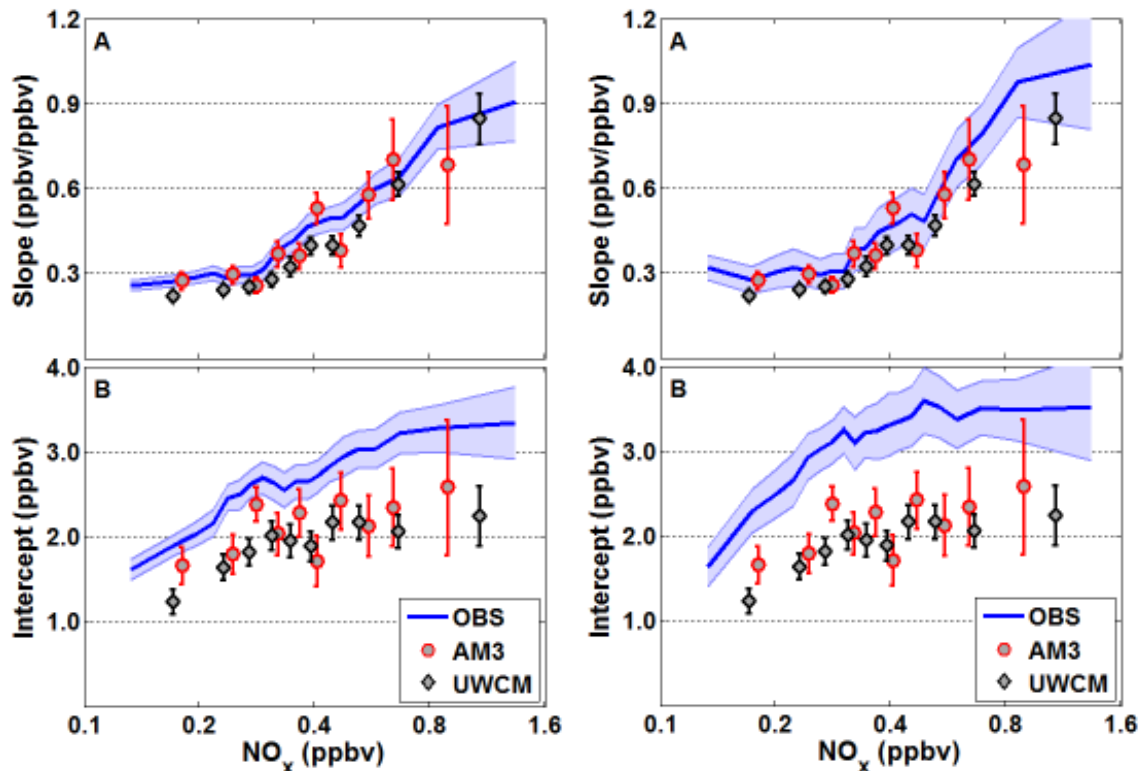 A
Slope (ppbv/ppbv)
1.2
0.9
0.6
0.3
B
Intercept (ppbv)
4.0
3.0
2.0
1.0
OBS
AM3
UWCM
0.1
0.2
0.4
0.8
1.6
NOx (ppbv)
A
Slope (ppbv/ppbv)
1.2
0.9
0.6
0.3
B
Intercept (ppbv)
4.0
3.0
2.0
1.0
OBS
AM3
UWCM
0.1
0.2
0.4
0.8
1.6
NOx (ppbv)